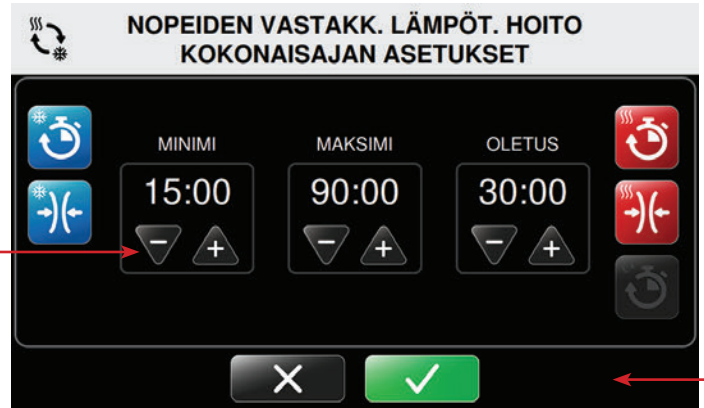 NOPEIDEN VASTAKK. LÄMPÖT. HOITO
KOKONAISAJAN ASETUKSET
MINIMI MAKSIMI OLETUS
15:00 90:00 30:00